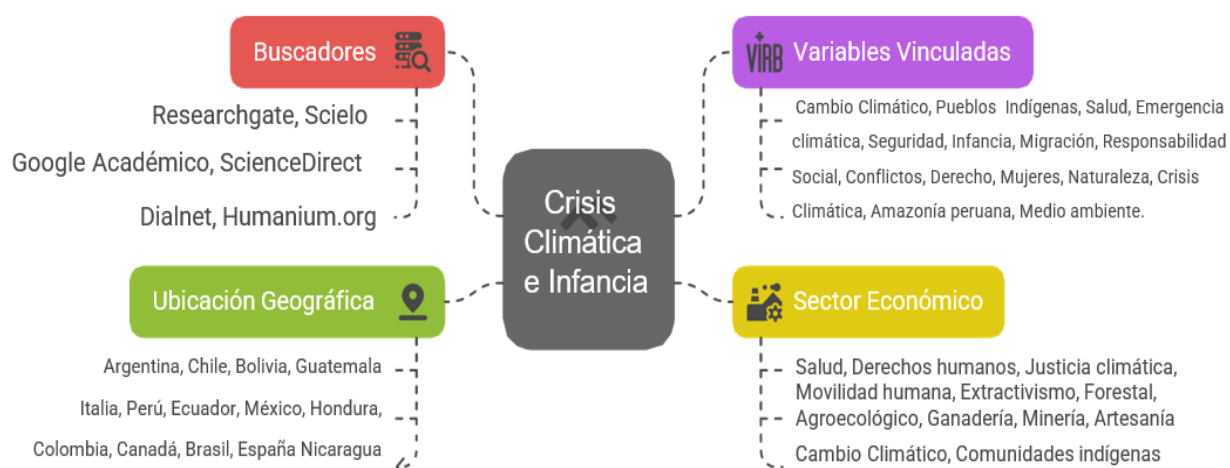 Buscadores
Researchgate, Scielo
Google Académico, ScienceDirect
Dialnet, Humanium.org
VIRB
Variables Vinculadas
Cambio Climático, Pueblos Indígenas, Salud, Emergencia
climática, Seguridad, Infancia, Migración, Responsabilidad
Social, Conflictos, Derecho, Mujeres, Naturaleza, Crisis
Climática, Amazonía peruana, Medio ambiente.
Crisis
Climática
e Infancia
Ubicación Geográfica
Argentina, Chile, Bolivia, Guatemala
Italia, Perú, Ecuador, México, Hondura,
Colombia, Canadá, Brasil, España Nicaragua
Sector Económico
Salud, Derechos humanos, Justicia climática,
Movilidad humana, Extractivismo, Forestal,
Agroecológico, Ganadería, Minería, Artesanía
Cambio Climático, Comunidades indígenas